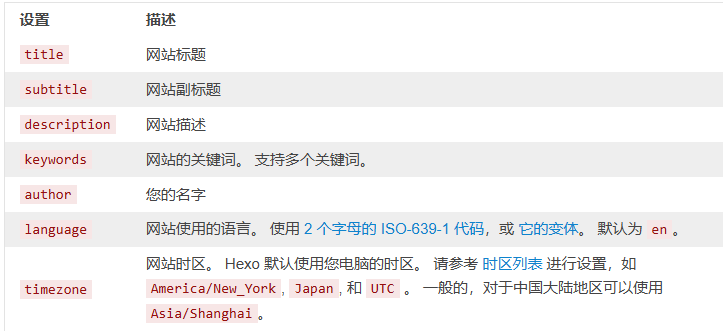 设置 描述
title 网站标题
subtitle 网站副标题
description 网站描述
keywords 网站的关键词。 支持多个关键词。
author 您的名字
language 网站使用的语言。 使用 2 个字母的 ISO-639-1 代码，或 它的变体。 默认为 en 。
网站时区。 Hexo 默认使用您电脑的时区。 请参考 时区列表 进行设置，如
timezone America/New_York, Japan, 和 UTC 。 一般的，对于中国大陆地区可以使用
Asia/Shanghai。